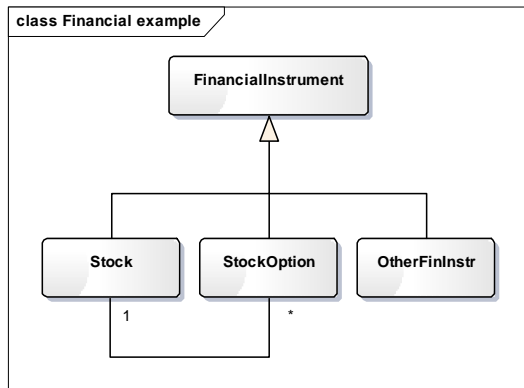 class Financial example
FinancialInstrument
Stock
StockOption
OtherFinInstr
1
*